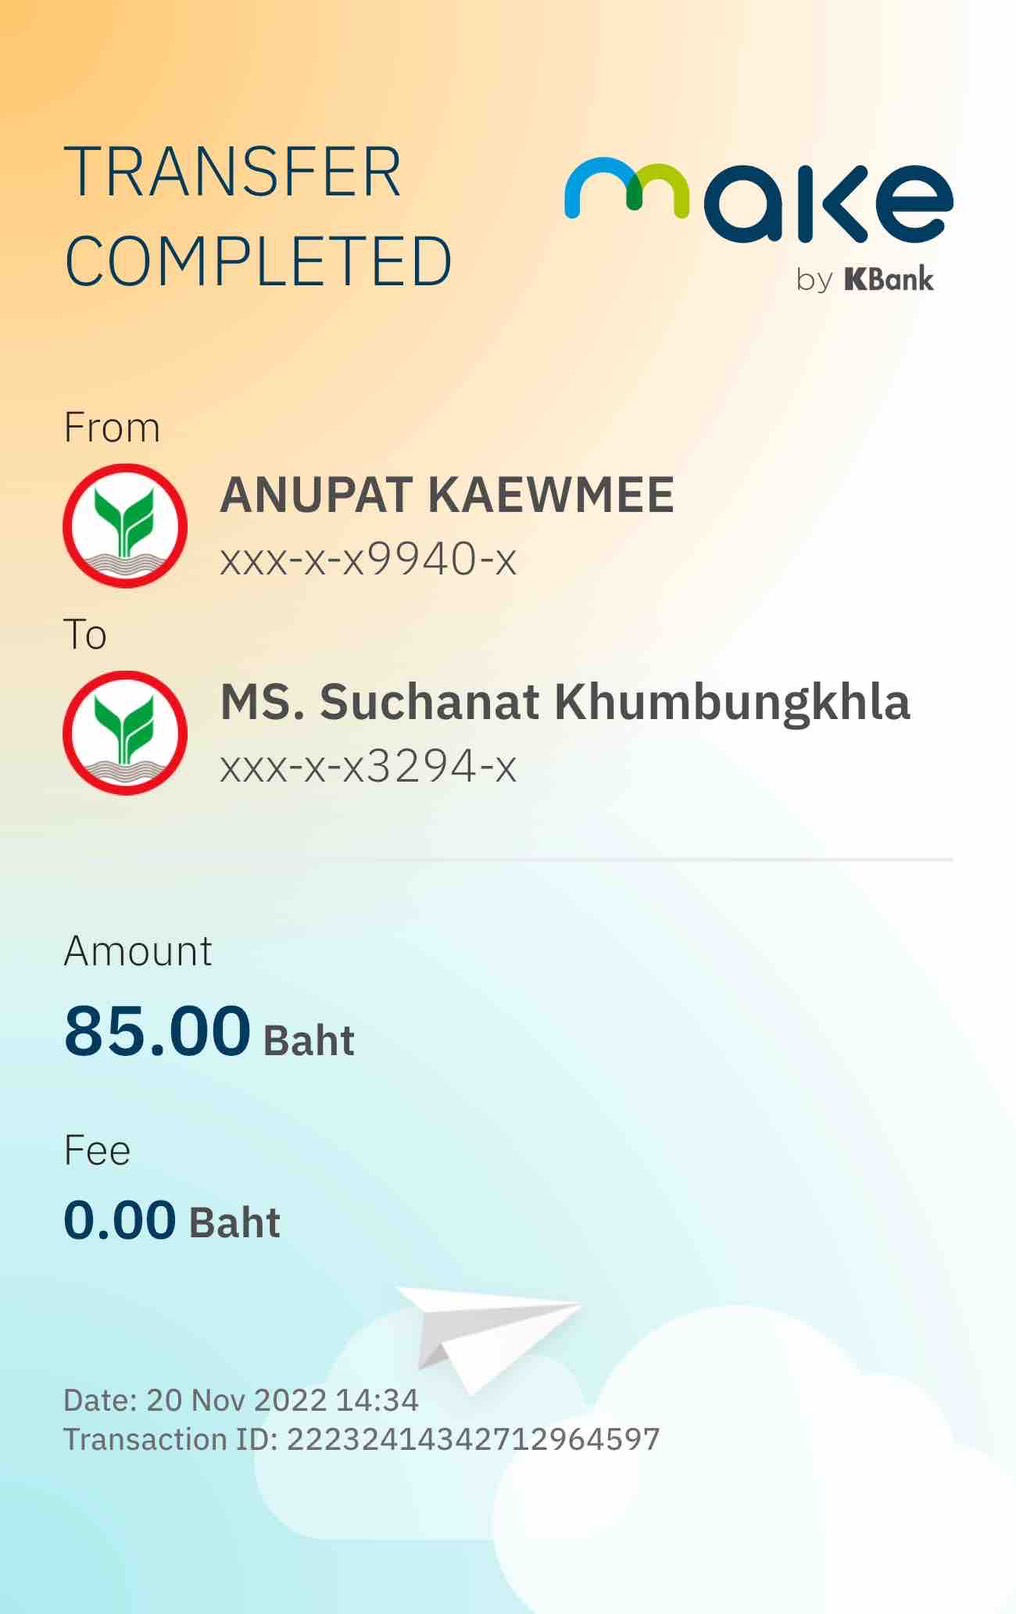 TRANSFER
COMPLETED
make
by KBank
From
ANUPAT KAEWMEE
xxx-x-x9940-x
To
MS. Suchanat Khumbungkhla
xxx-x-x3294-x
Amount
85.00 Baht
Fee
0.00 Baht
Date: 20 Nov 2022 14:34
Transaction ID: 22232414342712964597